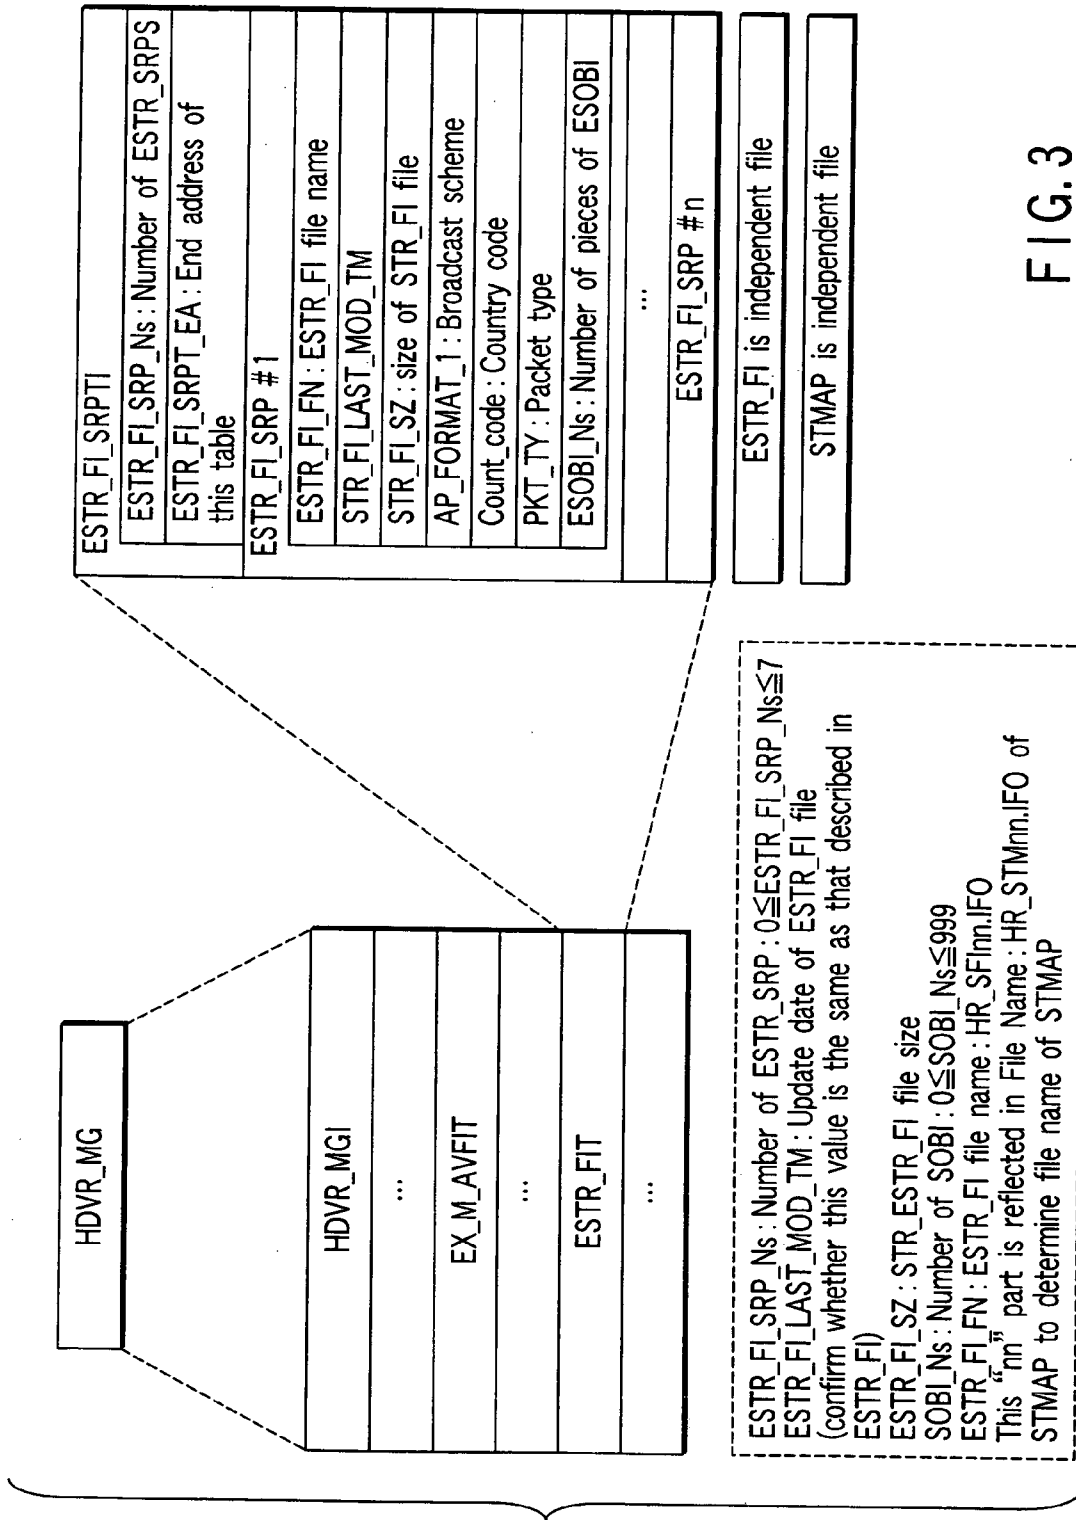 HDVR_MG
HDVR_MGI
...
EX_M_AVFIT
...
ESTR_FIT
...
ESTR_FI_SRPTI
ESTR_FI_SRP_Ns : Number of ESTR_SRPS
ESTR_FI_SRPT_EA : End address of
this table
ESTR_FI_SRP #1
ESTR_FI_FN : ESTR_FI file name
STR_FI_LAST_MOD_TM
STR_FI_SZ : size of STR_FI file
AP_FORMAT_1 : Broadcast scheme
Count_code : Country code
PKT_TY : Packet type
ESOBI_Ns : Number of pieces of ESOBI
...
ESTR_FI_SRP #n
ESTR_FI is independent file
STMAP is independent file
ESTR_FI_SRP_Ns : Number of ESTR_SRP : 0≦ESTR_FI_SRP_Ns≦7
ESTR_FI_LAST_MOD_TM : Update date of ESTR_FI file
(confirm whether this value is the same as that described in
ESTR_FI)
ESTR_FI_SZ : STR_ESTR_FI file size
SOBI_Ns : Number of SOBI : 0≦SOBI_Ns≦999
ESTR_FI_FN : ESTR_FI file name : HR_SFInn.IFO
This “nn” part is reflected in File Name : HR_STMnn.IFO of
STMAP to determine file name of STMAP
FIG. 3